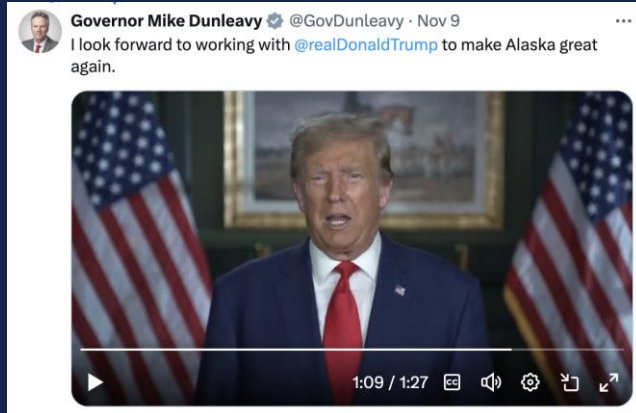 Governor Mike Dunleavy @GovDunleavy · Nov 9
I look forward to working with @realDonaldTrump to make Alaska great
again.
1:09 / 1:27 CC